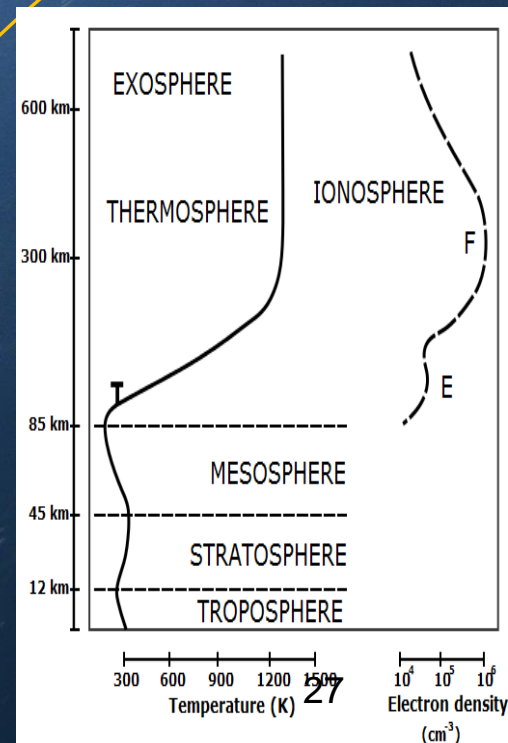 EXOSPHERE
600 km
THERMOSPHERE
IONOSPHERE
F
300 km
T
E
85 km
MESOSPHERE
45 km
STRATOSPHERE
12 km
TROPOSPHERE
300 600 900 1200 1500
10^4 10^5 10^6
Temperature (K)
27
Electron density
(cm^-3)